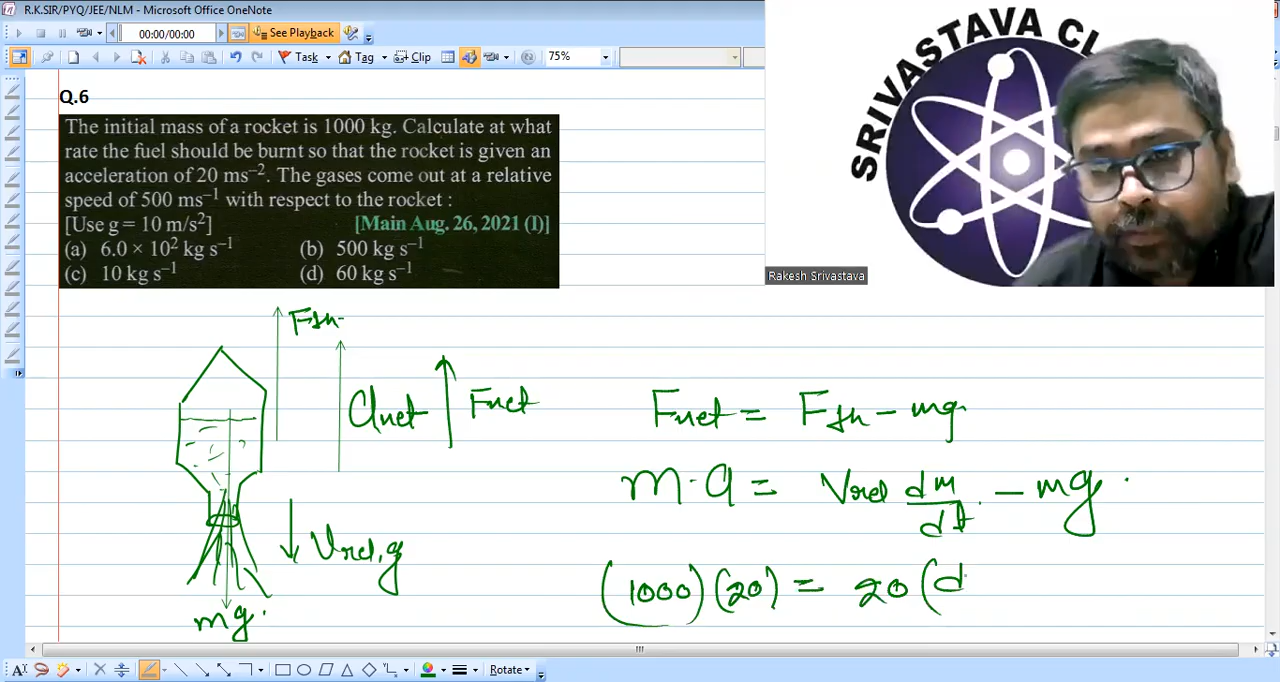 R.K.SIR/PYQ/JEE/NLM - Microsoft Office OneNote
00:00/00:00 See Playback
Task Tag Clip 75%
SRIVASTAVA CL
Q.6
The initial mass of a rocket is 1000 kg. Calculate at what
rate the fuel should be burnt so that the rocket is given an
acceleration of 20 ms⁻². The gases come out at a relative
speed of 500 ms⁻¹ with respect to the rocket :
[Use g = 10 m/s²] [Main Aug. 26, 2021 (I)]
(a) 6.0 × 10² kg s⁻¹ (b) 500 kg s⁻¹
(c) 10 kg s⁻¹ (d) 60 kg s⁻¹
Rakesh Srivastava
Fth
anet Fnet
Fnet = Fth - mg
m·a = Vrel dm/dt - mg
Vrel,g
(1000)(20) = 20(d
mg
Rotate